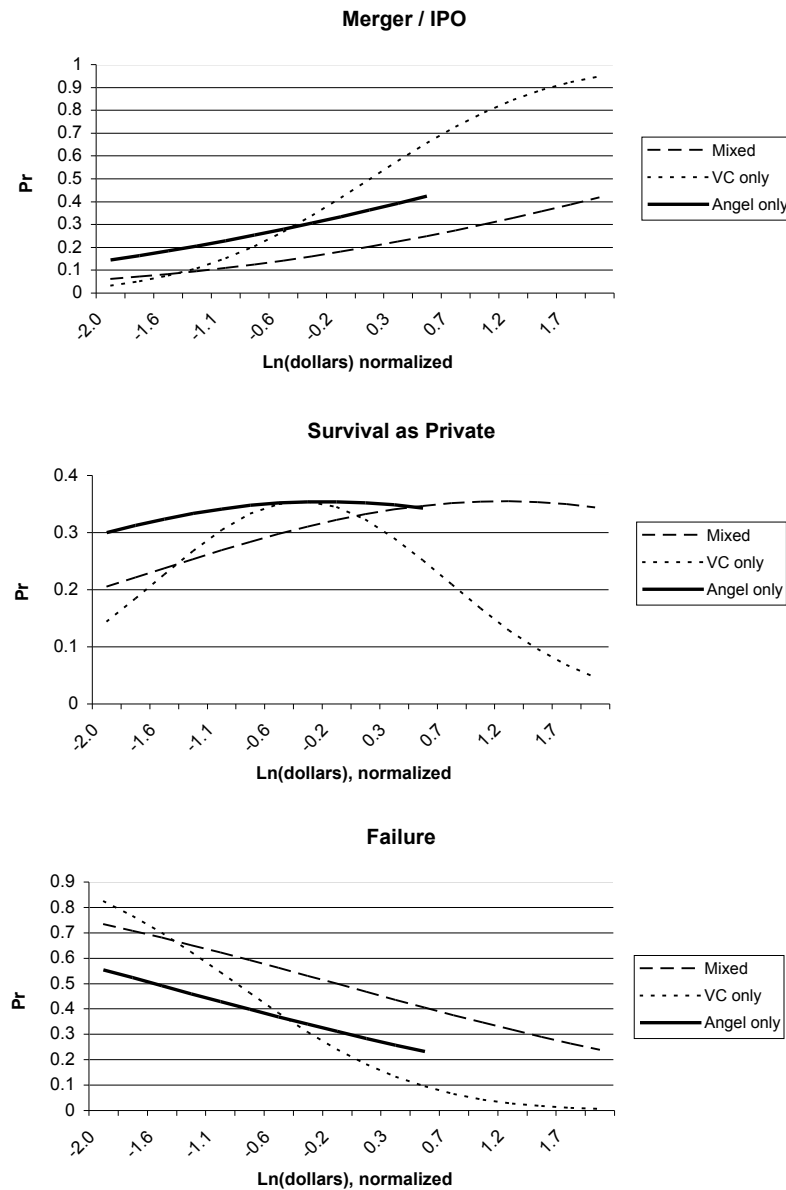 Merger / IPO
1
0.9
0.8
0.7
0.6
0.5
0.4
0.3
0.2
0.1
0
Pr
-2.0
-1.6
-1.1
-0.6
-0.2
0.3
0.7
1.2
1.7
Ln(dollars) normalized
Mixed
VC only
Angel only
Survival as Private
0.4
0.3
0.2
0.1
0
Pr
-2.0
-1.6
-1.1
-0.6
-0.2
0.3
0.7
1.2
1.7
Ln(dollars), normalized
Mixed
VC only
Angel only
Failure
0.9
0.8
0.7
0.6
0.5
0.4
0.3
0.2
0.1
0
Pr
-2.0
-1.6
-1.1
-0.6
-0.2
0.3
0.7
1.2
1.7
Ln(dollars), normalized
Mixed
VC only
Angel only